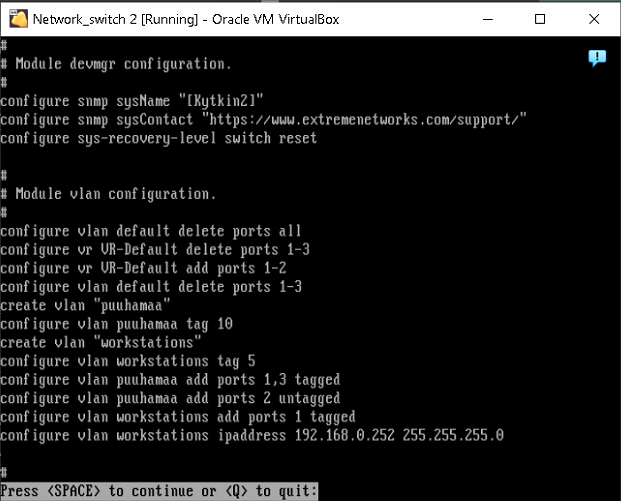 Network_switch 2 [Running] - Oracle VM VirtualBox
#
# Module devmgr configuration.
#
configure snmp sysName "[Kytkin2]"
configure snmp sysContact "https://www.extremenetworks.com/support/"
configure sys-recovery-level switch reset
#
# Module vlan configuration.
#
configure vlan default delete ports all
configure vr VR-Default delete ports 1-3
configure vr VR-Default add ports 1-2
configure vlan default delete ports 1-3
create vlan "puuhamaa"
configure vlan puuhamaa tag 10
create vlan "workstations"
configure vlan workstations tag 5
configure vlan puuhamaa add ports 1,3 tagged
configure vlan puuhamaa add ports 2 untagged
configure vlan workstations add ports 1 tagged
configure vlan workstations ipaddress 192.168.0.252 255.255.255.0
#
Press <SPACE> to continue or <Q> to quit: